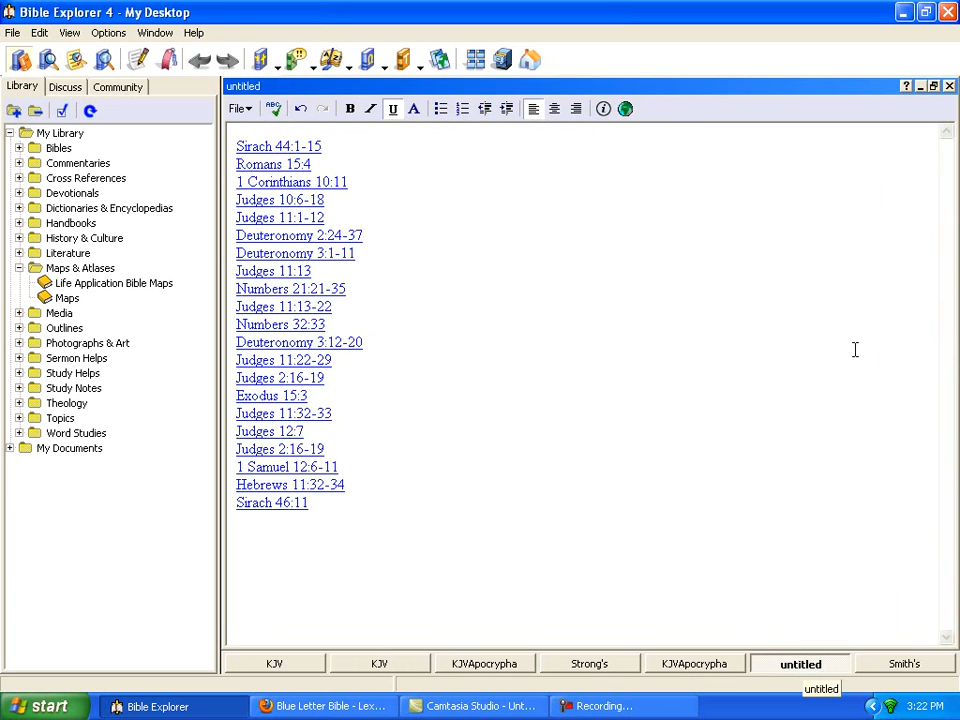 Bible Explorer 4 - My Desktop
File Edit View Options Window Help
Library Discuss Community
untitled
File ABC B I U A
My Library
Bibles
Commentaries
Cross References
Devotionals
Dictionaries & Encyclopedias
Handbooks
History & Culture
Literature
Maps & Atlases
Life Application Bible Maps
Maps
Media
Outlines
Photographs & Art
Sermon Helps
Study Helps
Study Notes
Theology
Topics
Word Studies
My Documents
Sirach 44:1-15
Romans 15:4
1 Corinthians 10:11
Judges 10:6-18
Judges 11:1-12
Deuteronomy 2:24-37
Deuteronomy 3:1-11
Judges 11:13
Numbers 21:21-35
Judges 11:13-22
Numbers 32:33
Deuteronomy 3:12-20
Judges 11:22-29
Judges 2:16-19
Exodus 15:3
Judges 11:32-33
Judges 12:7
Judges 2:16-19
1 Samuel 12:6-11
Hebrews 11:32-34
Sirach 46:11
KJV KJV KJVApocrypha Strong's KJVApocrypha untitled Smith's
untitled
start Bible Explorer Blue Letter Bible - Lex... Camtasia Studio - Unt... Recording... 3:22 PM